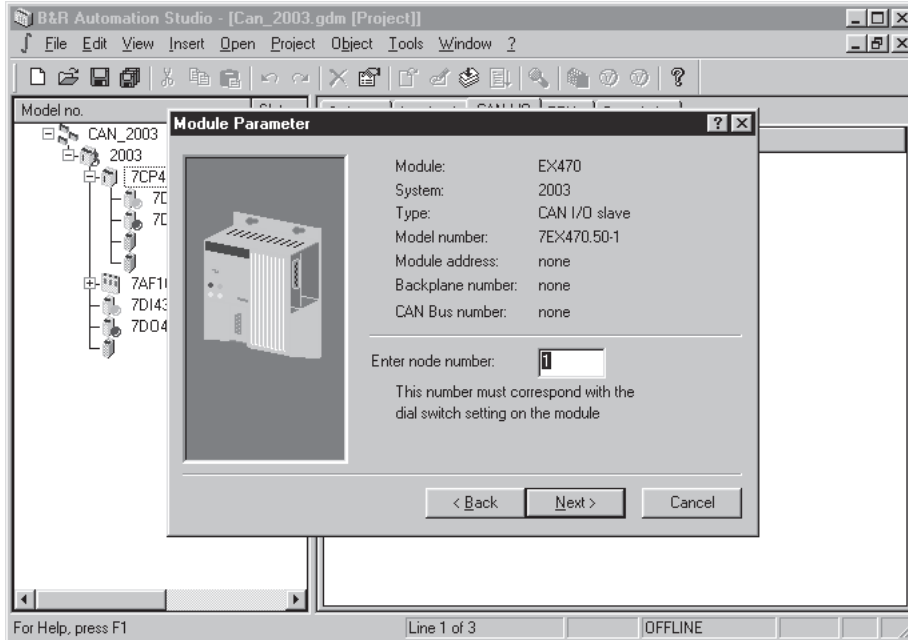 B&R Automation Studio - [Can_2003.gdm [Project]]
File Edit View Insert Open Project Object Tools Window ?
Model no.
CAN I/O
CAN_2003
2003
7CP4
7D
7D
7AF1
7DI43
7DO4
Module Parameter
Module: EX470
System: 2003
Type: CAN I/O slave
Model number: 7EX470.50-1
Module address: none
Backplane number: none
CAN Bus number: none
Enter node number: 1
This number must correspond with the
dial switch setting on the module
< Back Next > Cancel
For Help, press F1 Line 1 of 3 OFFLINE